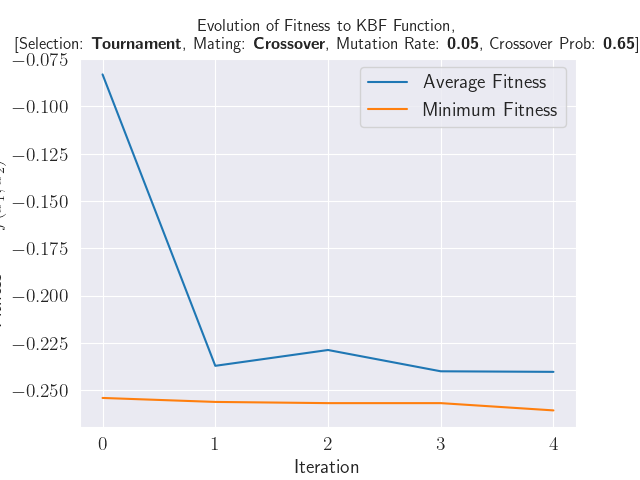 Evolution of Fitness to KBF Function,
[Selection: Tournament, Mating: Crossover, Mutation Rate: 0.05, Crossover Prob: 0.65]
−0.075
−0.100
−0.125
−0.150
−0.175
−0.200
−0.225
−0.250
Average Fitness
Minimum Fitness
0 1 2 3 4
Iteration